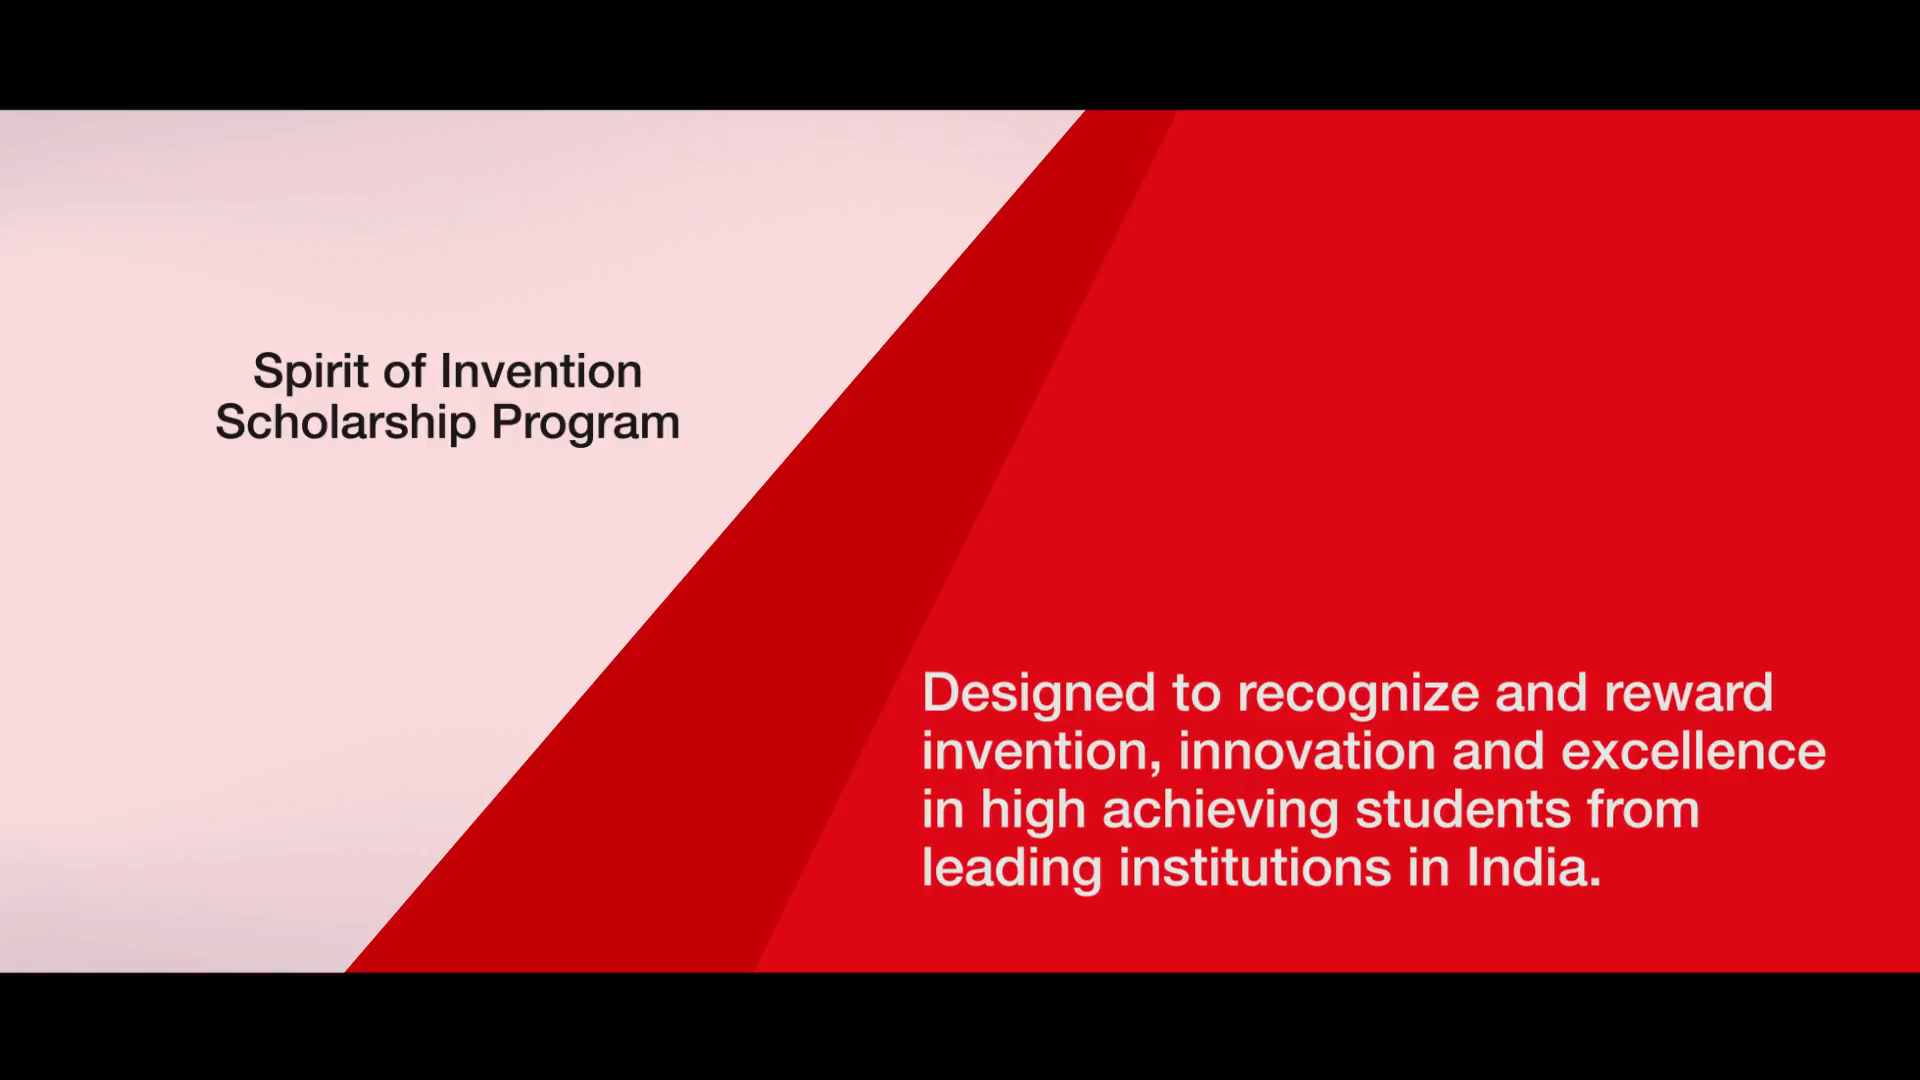 Spirit of Invention
Scholarship Program
Designed to recognize and reward
invention, innovation and excellence
in high achieving students from
leading institutions in India.